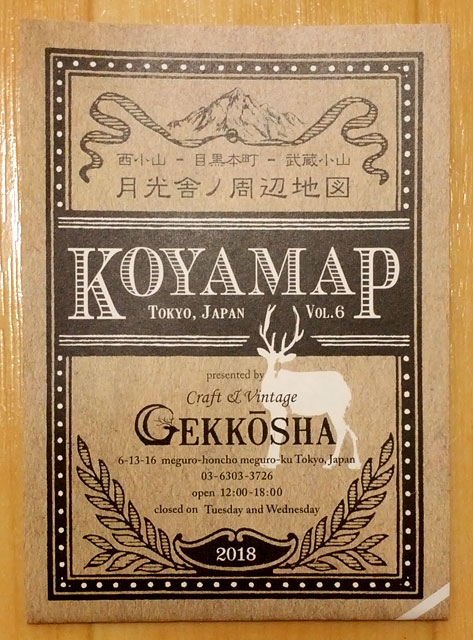 西小山 - 目黒本町 - 武蔵小山
月光舎ノ周辺地図
KOYAMAP
TOKYO, JAPAN VOL.6
presented by
Craft & Vintage
GEKKŌSHA
6-13-16 meguro-honcho meguro-ku Tokyo, Japan
03-6303-3726
open 12:00-18:00
closed on Tuesday and Wednesday
2018